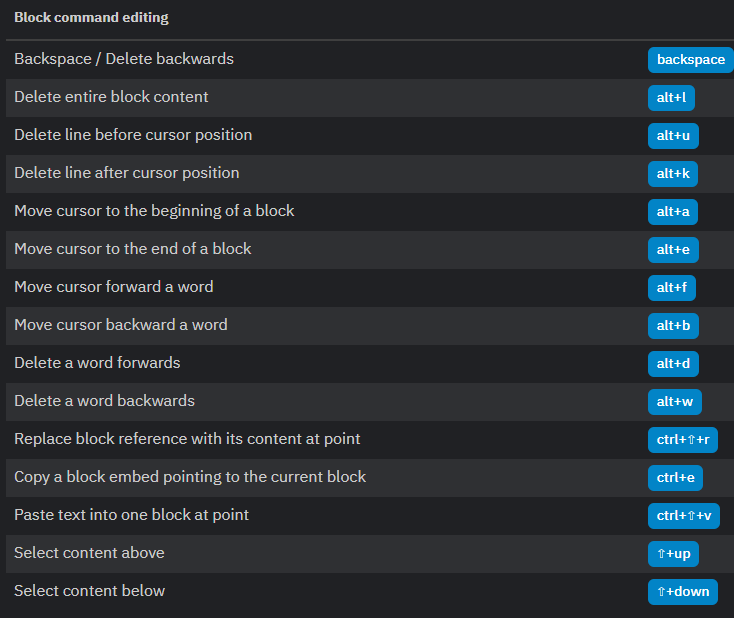 Block command editing
Backspace / Delete backwards backspace
Delete entire block content alt+l
Delete line before cursor position alt+u
Delete line after cursor position alt+k
Move cursor to the beginning of a block alt+a
Move cursor to the end of a block alt+e
Move cursor forward a word alt+f
Move cursor backward a word alt+b
Delete a word forwards alt+d
Delete a word backwards alt+w
Replace block reference with its content at point ctrl+⇧+r
Copy a block embed pointing to the current block ctrl+e
Paste text into one block at point ctrl+⇧+v
Select content above ⇧+up
Select content below ⇧+down